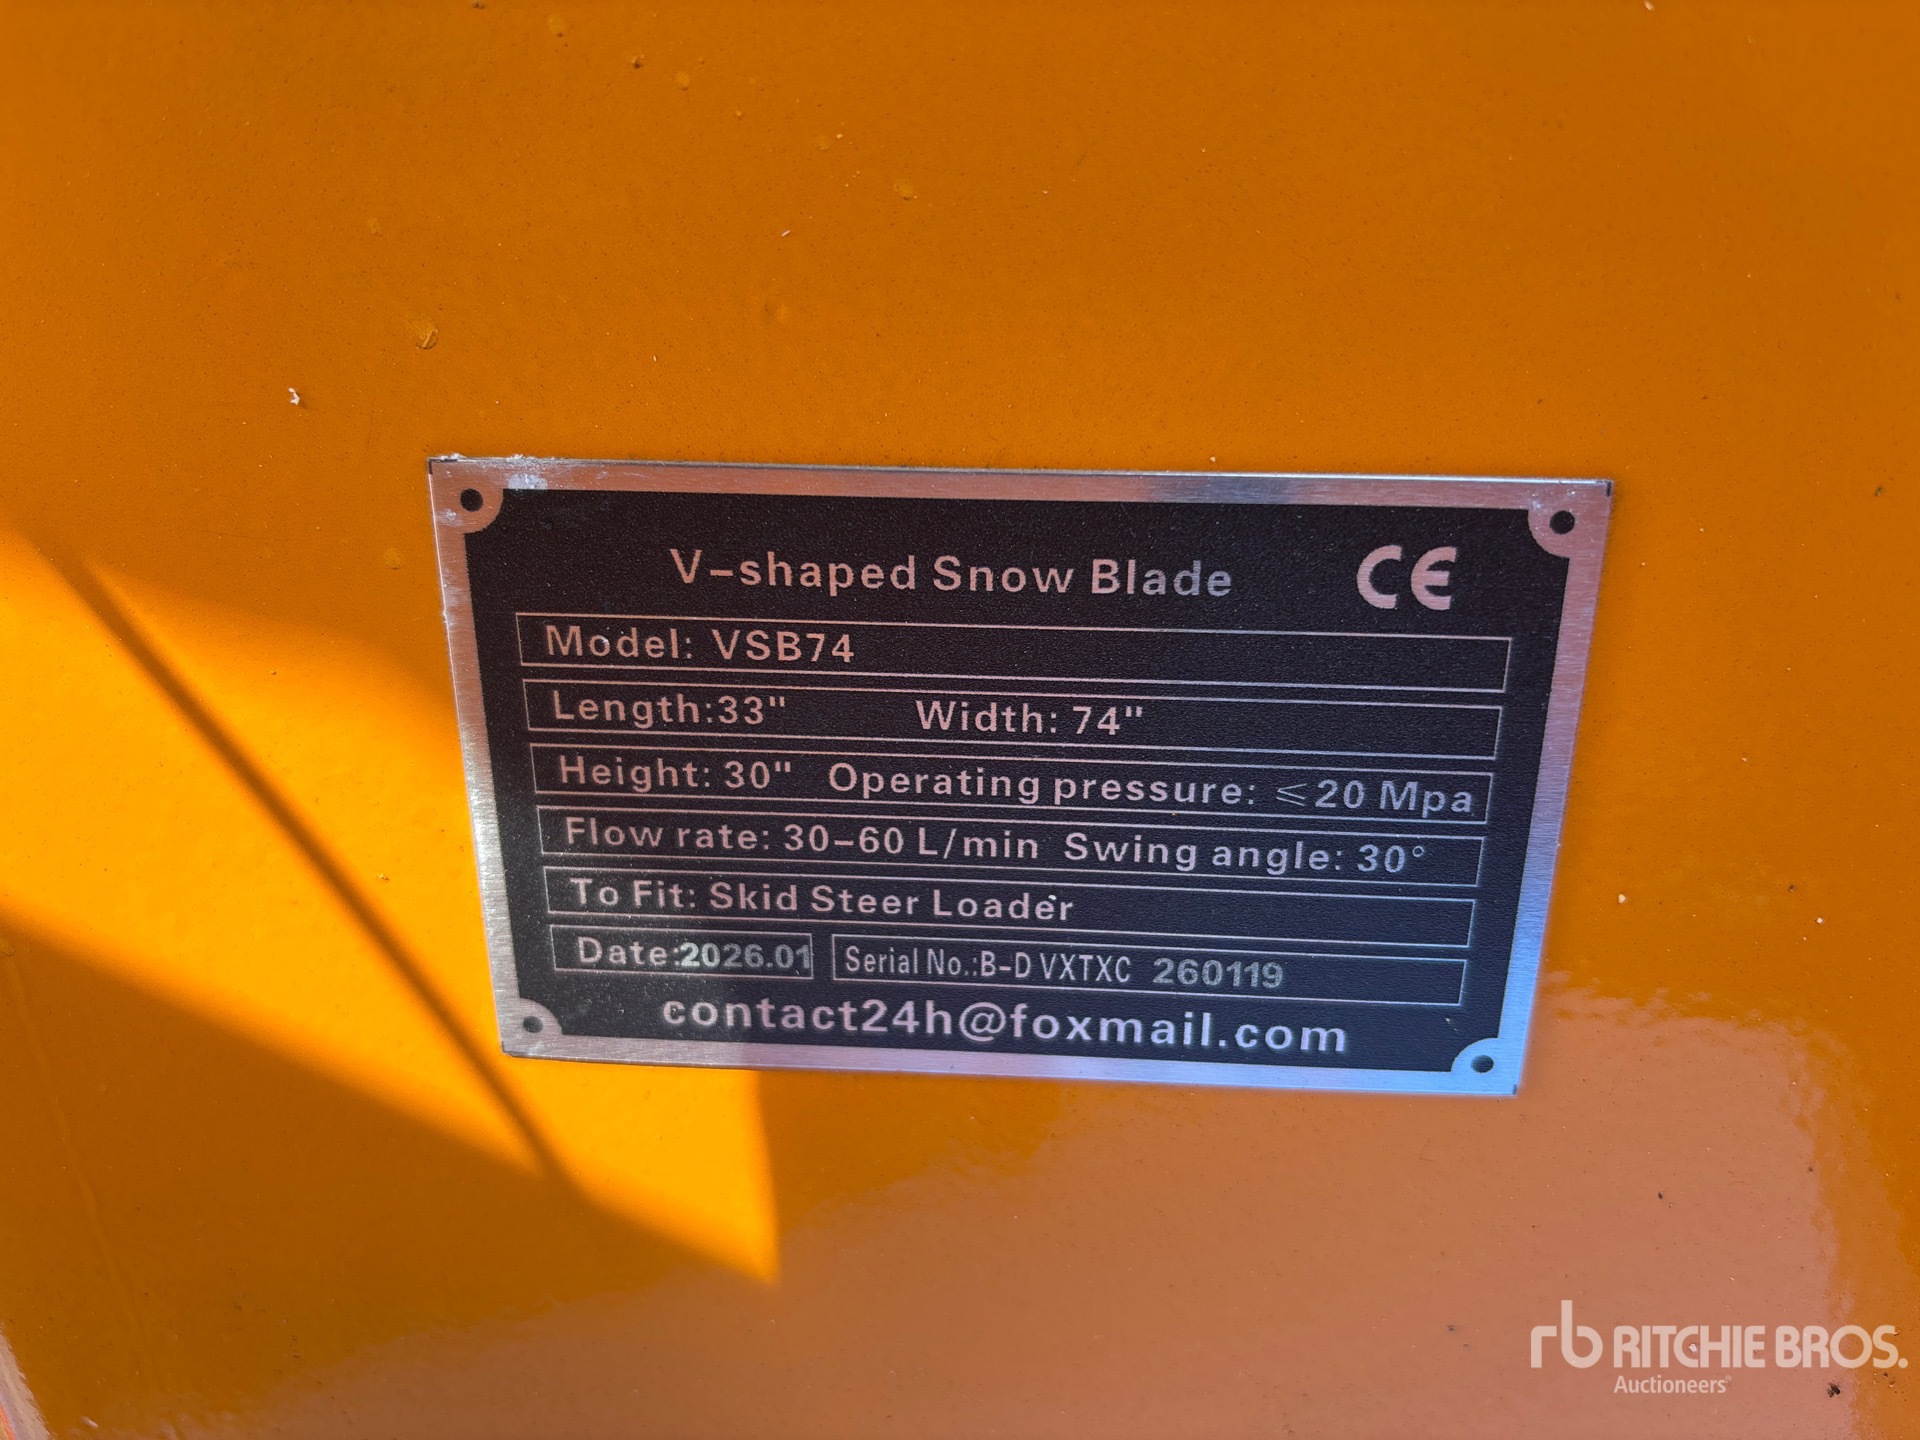 V-shaped Snow Blade CE
Model: VSB74
Length:33" Width: 74"
Height: 30" Operating pressure: ≤20 Mpa
Flow rate: 30-60 L/min Swing angle: 30°
To Fit: Skid Steer Loader
Date:2026.01 Serial No.:B-D VXTXC 260119
contact24h@foxmail.com
rb RITCHIE BROS.
Auctioneers